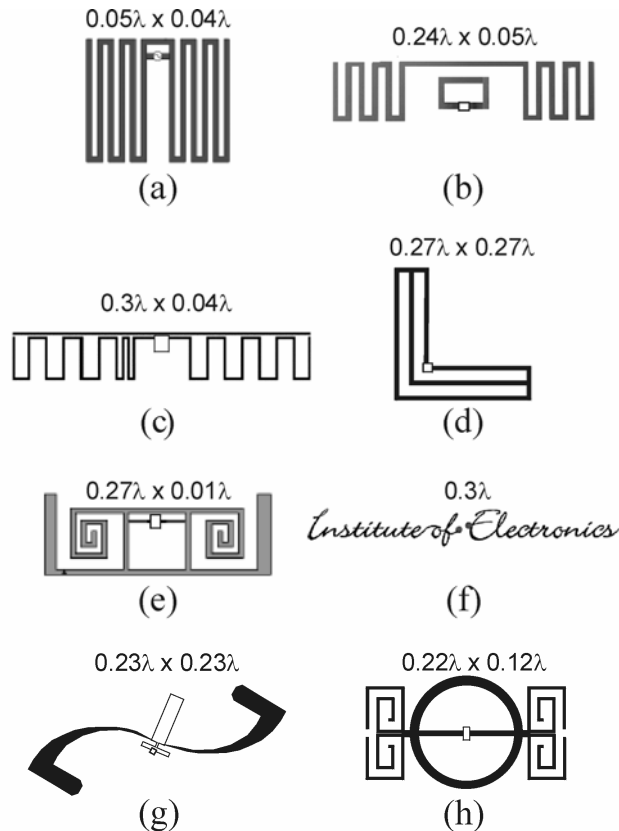 0.05λ x 0.04λ
0.24λ x 0.05λ
(a)
(b)
0.3λ x 0.04λ
0.27λ x 0.27λ
(c)
(d)
0.27λ x 0.01λ
0.3λ
Institute of Electronics
(e)
(f)
0.23λ x 0.23λ
0.22λ x 0.12λ
(g)
(h)